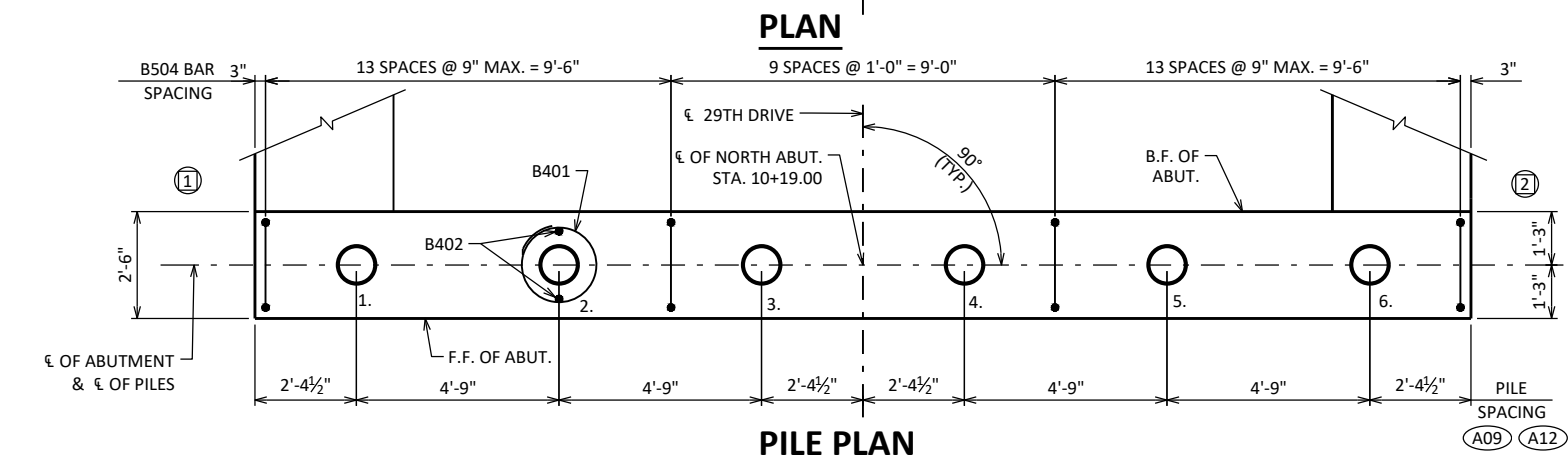 PLAN
B504 BAR
SPACING
3"
13 SPACES @ 9" MAX. = 9'-6"
9 SPACES @ 1'-0" = 9'-0"
13 SPACES @ 9" MAX. = 9'-6"
3"
℄ 29TH DRIVE
℄ OF NORTH ABUT.
STA. 10+19.00
90°
(TYP.)
B.F. OF
ABUT.
1
B401
2
B402
2'-6"
1'-3"
1'-3"
1.
2.
3.
4.
5.
6.
℄ OF ABUTMENT
& ℄ OF PILES
F.F. OF ABUT.
2'-4½"
4'-9"
4'-9"
2'-4½"
2'-4½"
4'-9"
4'-9"
2'-4½"
PILE
SPACING
A09 A12
PILE PLAN